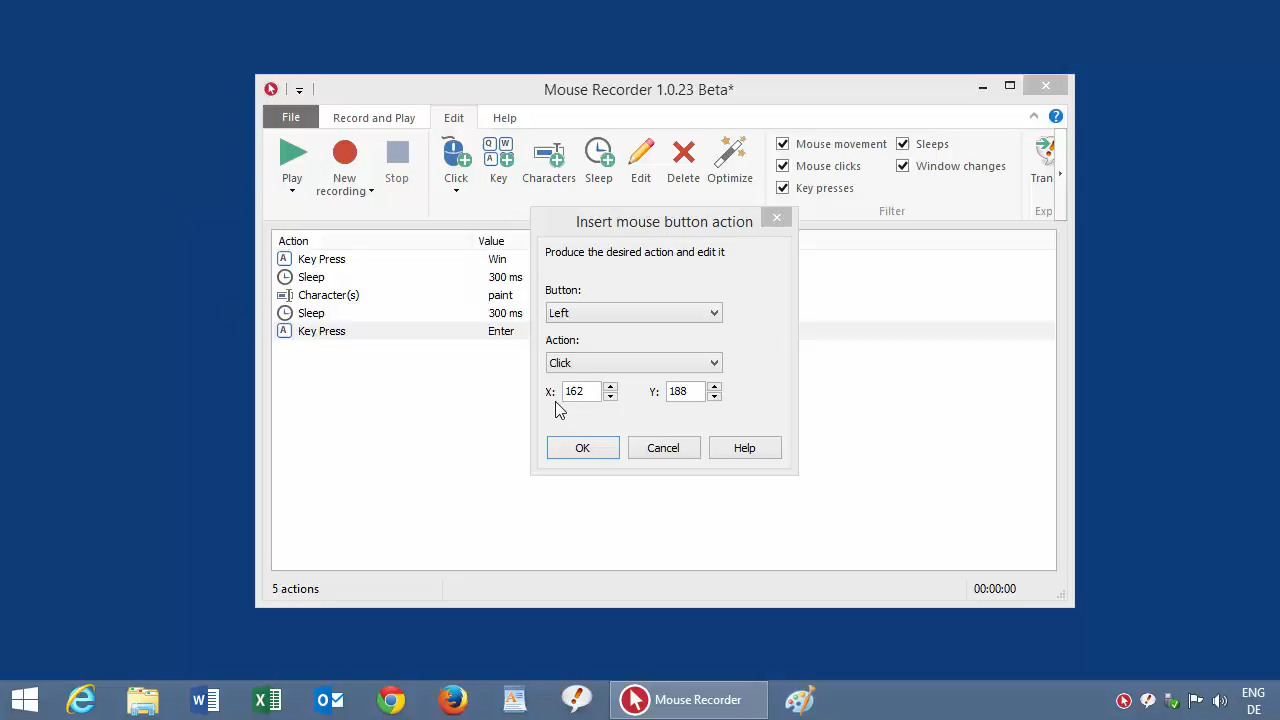 Mouse Recorder 1.0.23 Beta*
File Record and Play Edit Help
Play New recording Stop Click Key Characters Sleep Edit Delete Optimize
Q W A
Mouse movement Sleeps
Mouse clicks Window changes
Key presses
Filter
Tran
Exp
Insert mouse button action
Produce the desired action and edit it
Button:
Left
Action:
Click
X: 162 Y: 188
OK Cancel Help
Action Value
A Key Press Win
Sleep 300 ms
Character(s) paint
Sleep 300 ms
A Key Press Enter
5 actions 00:00:00
Mouse Recorder
ENG
DE